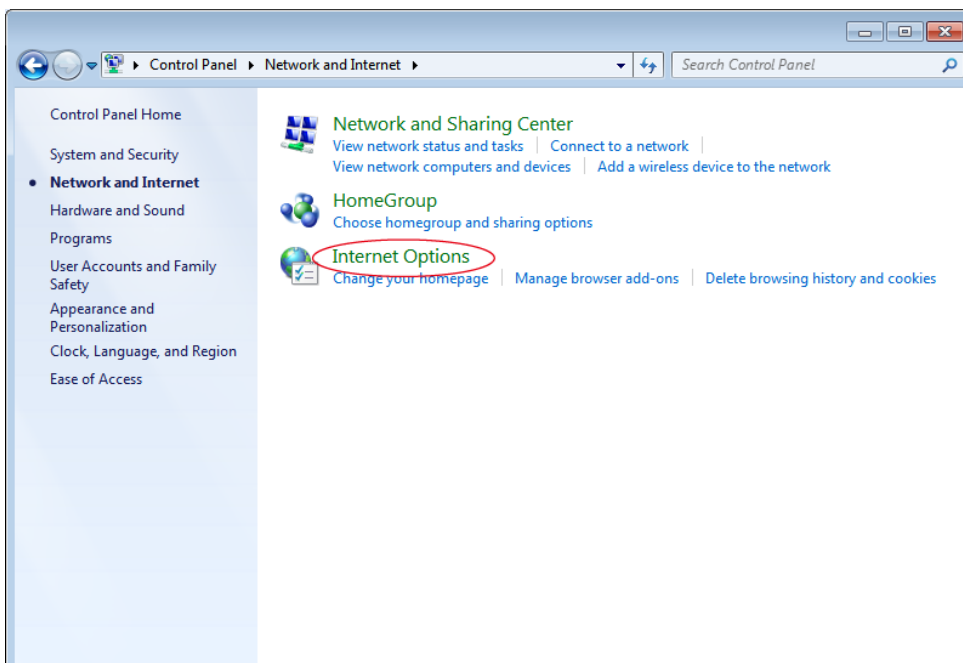 Control Panel Network and Internet Search Control Panel
Control Panel Home
System and Security
Network and Internet
Hardware and Sound
Programs
User Accounts and Family
Safety
Appearance and
Personalization
Clock, Language, and Region
Ease of Access
Network and Sharing Center
View network status and tasks Connect to a network
View network computers and devices Add a wireless device to the network
HomeGroup
Choose homegroup and sharing options
Internet Options
Change your homepage Manage browser add-ons Delete browsing history and cookies